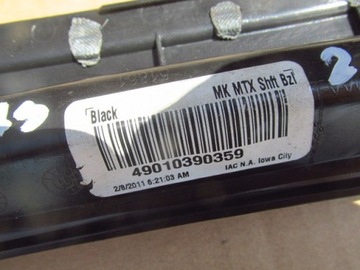 Black
MK MTX Shft Bzl
49010390359
2/8/2011 6:21:03 AM
IAC N.A. Iowa City
2